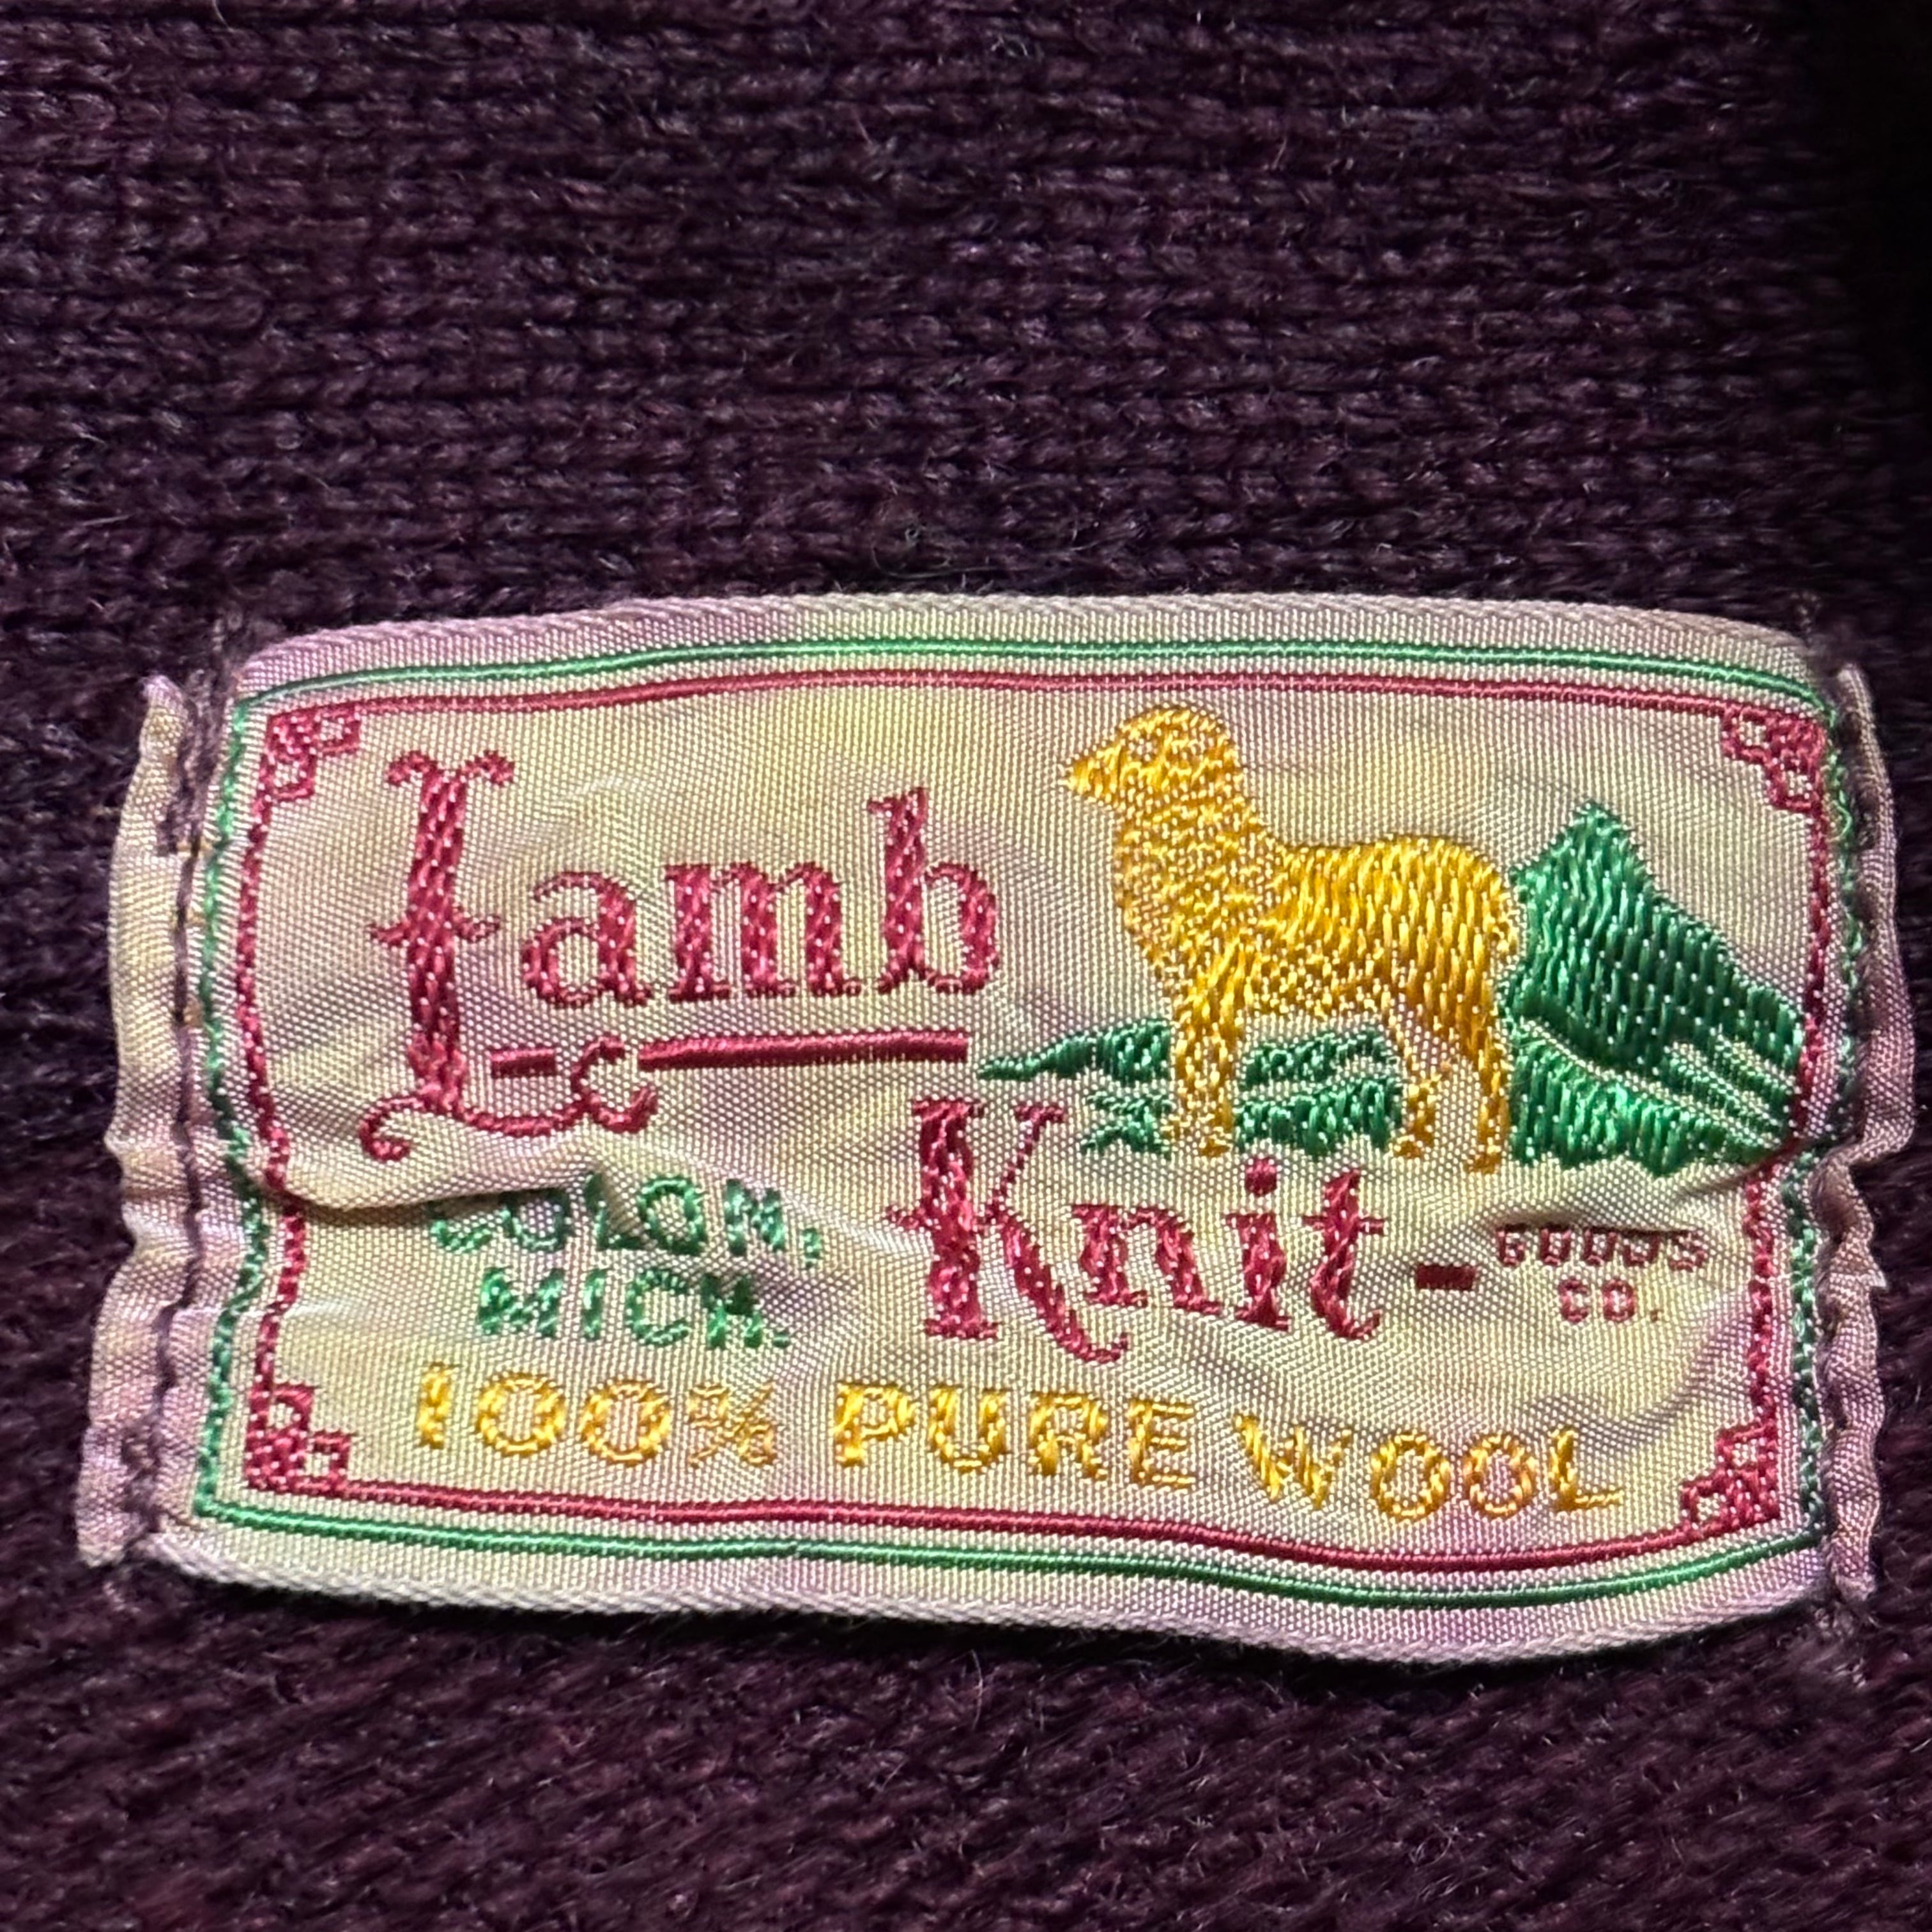 Lamb
Knit - GOODS CO.
COLON, MICH.
100% PURE WOOL